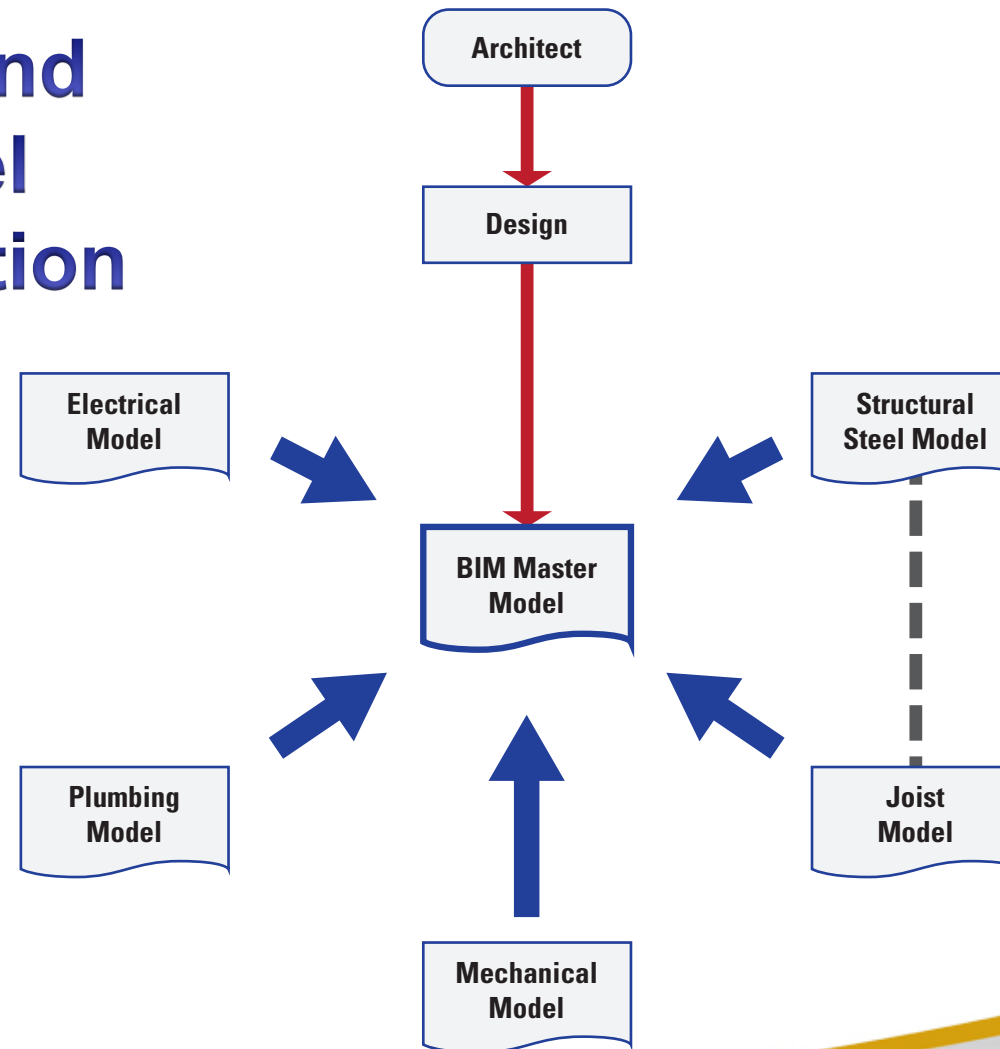 nd
el
tion
Architect
Design
Electrical
Model
Structural
Steel Model
BIM Master
Model
Plumbing
Model
Joist
Model
Mechanical
Model